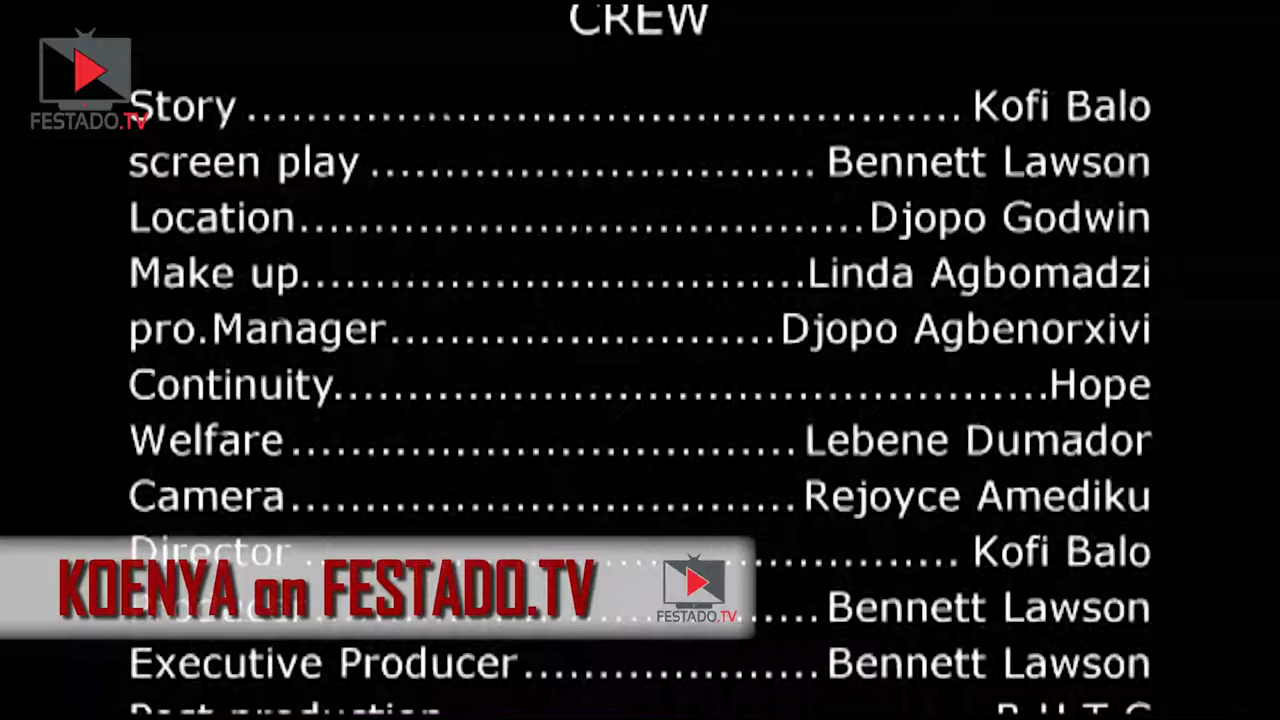 CREW
FESTADO.TV
Story ................................................ Kofi Balo
screen play .............................. Bennett Lawson
Location......................................Djopo Godwin
Make up..................................Linda Agbomadzi
pro.Manager..........................Djopo Agbenorxivi
Continuity................................................Hope
Welfare.................................. Lebene Dumador
Camera.................................. Rejoyce Amediku
Director ............................................ Kofi Balo
KOENYA on FESTADO.TV
FESTADO.TV
Bennett Lawson
Executive Producer....................Bennett Lawson
Post production